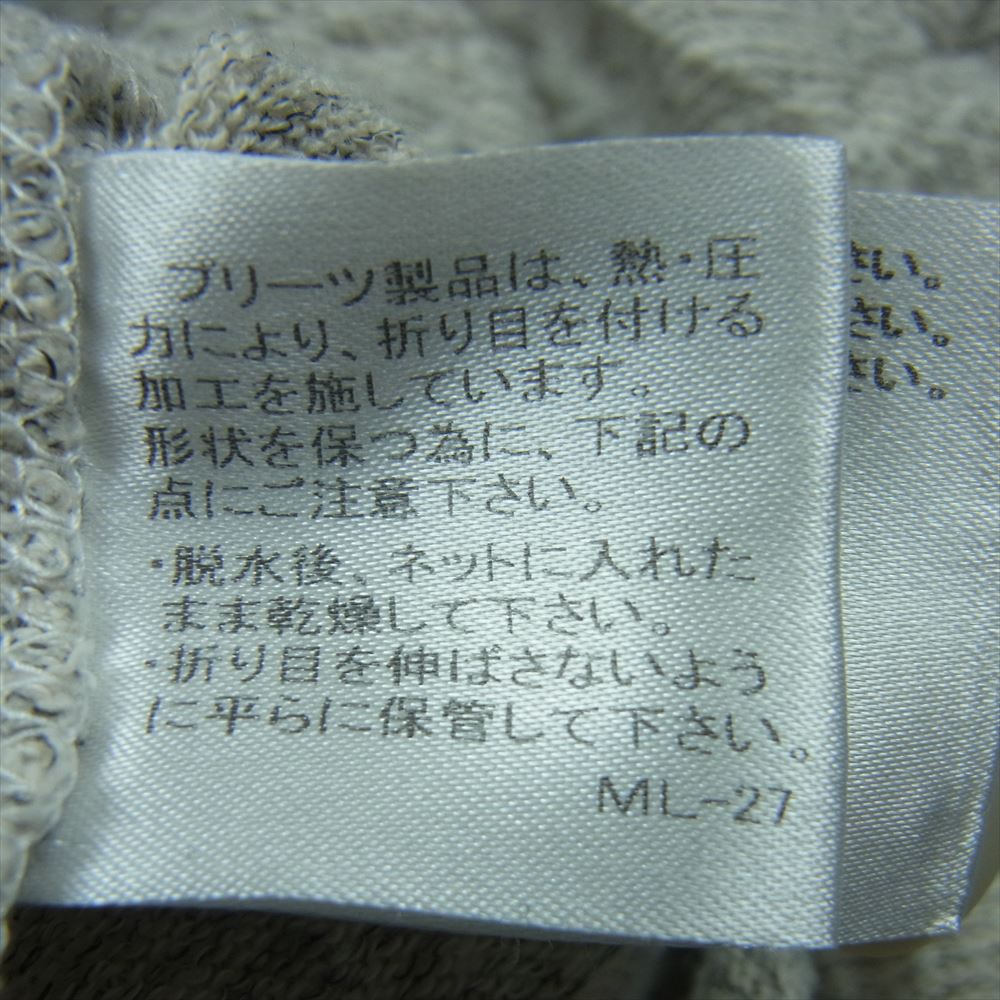 プリーツ製品は、熱・圧
力により、折り目を付ける
加工を施しています。
形状を保つ為に、下記の
点にご注意下さい。
・脱水後、ネットに入れた
まま乾燥して下さい。
・折り目を伸ばさないよう
に平らに保管して下さい。
ML-27
さい。
さい。
さい。